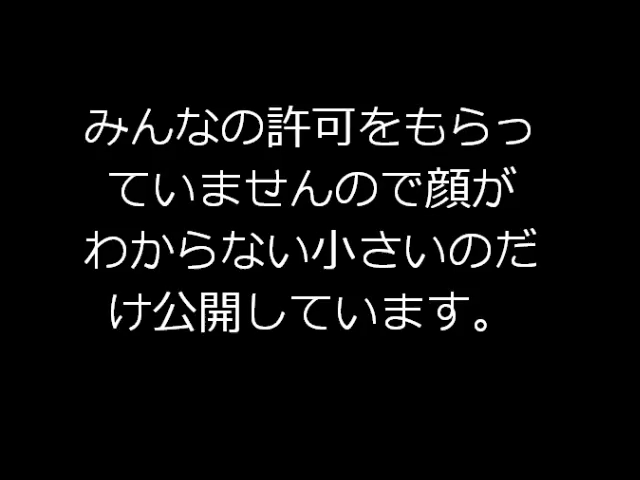 みんなの許可をもらっ
ていませんので顔が
わからない小さいのだ
け公開しています。